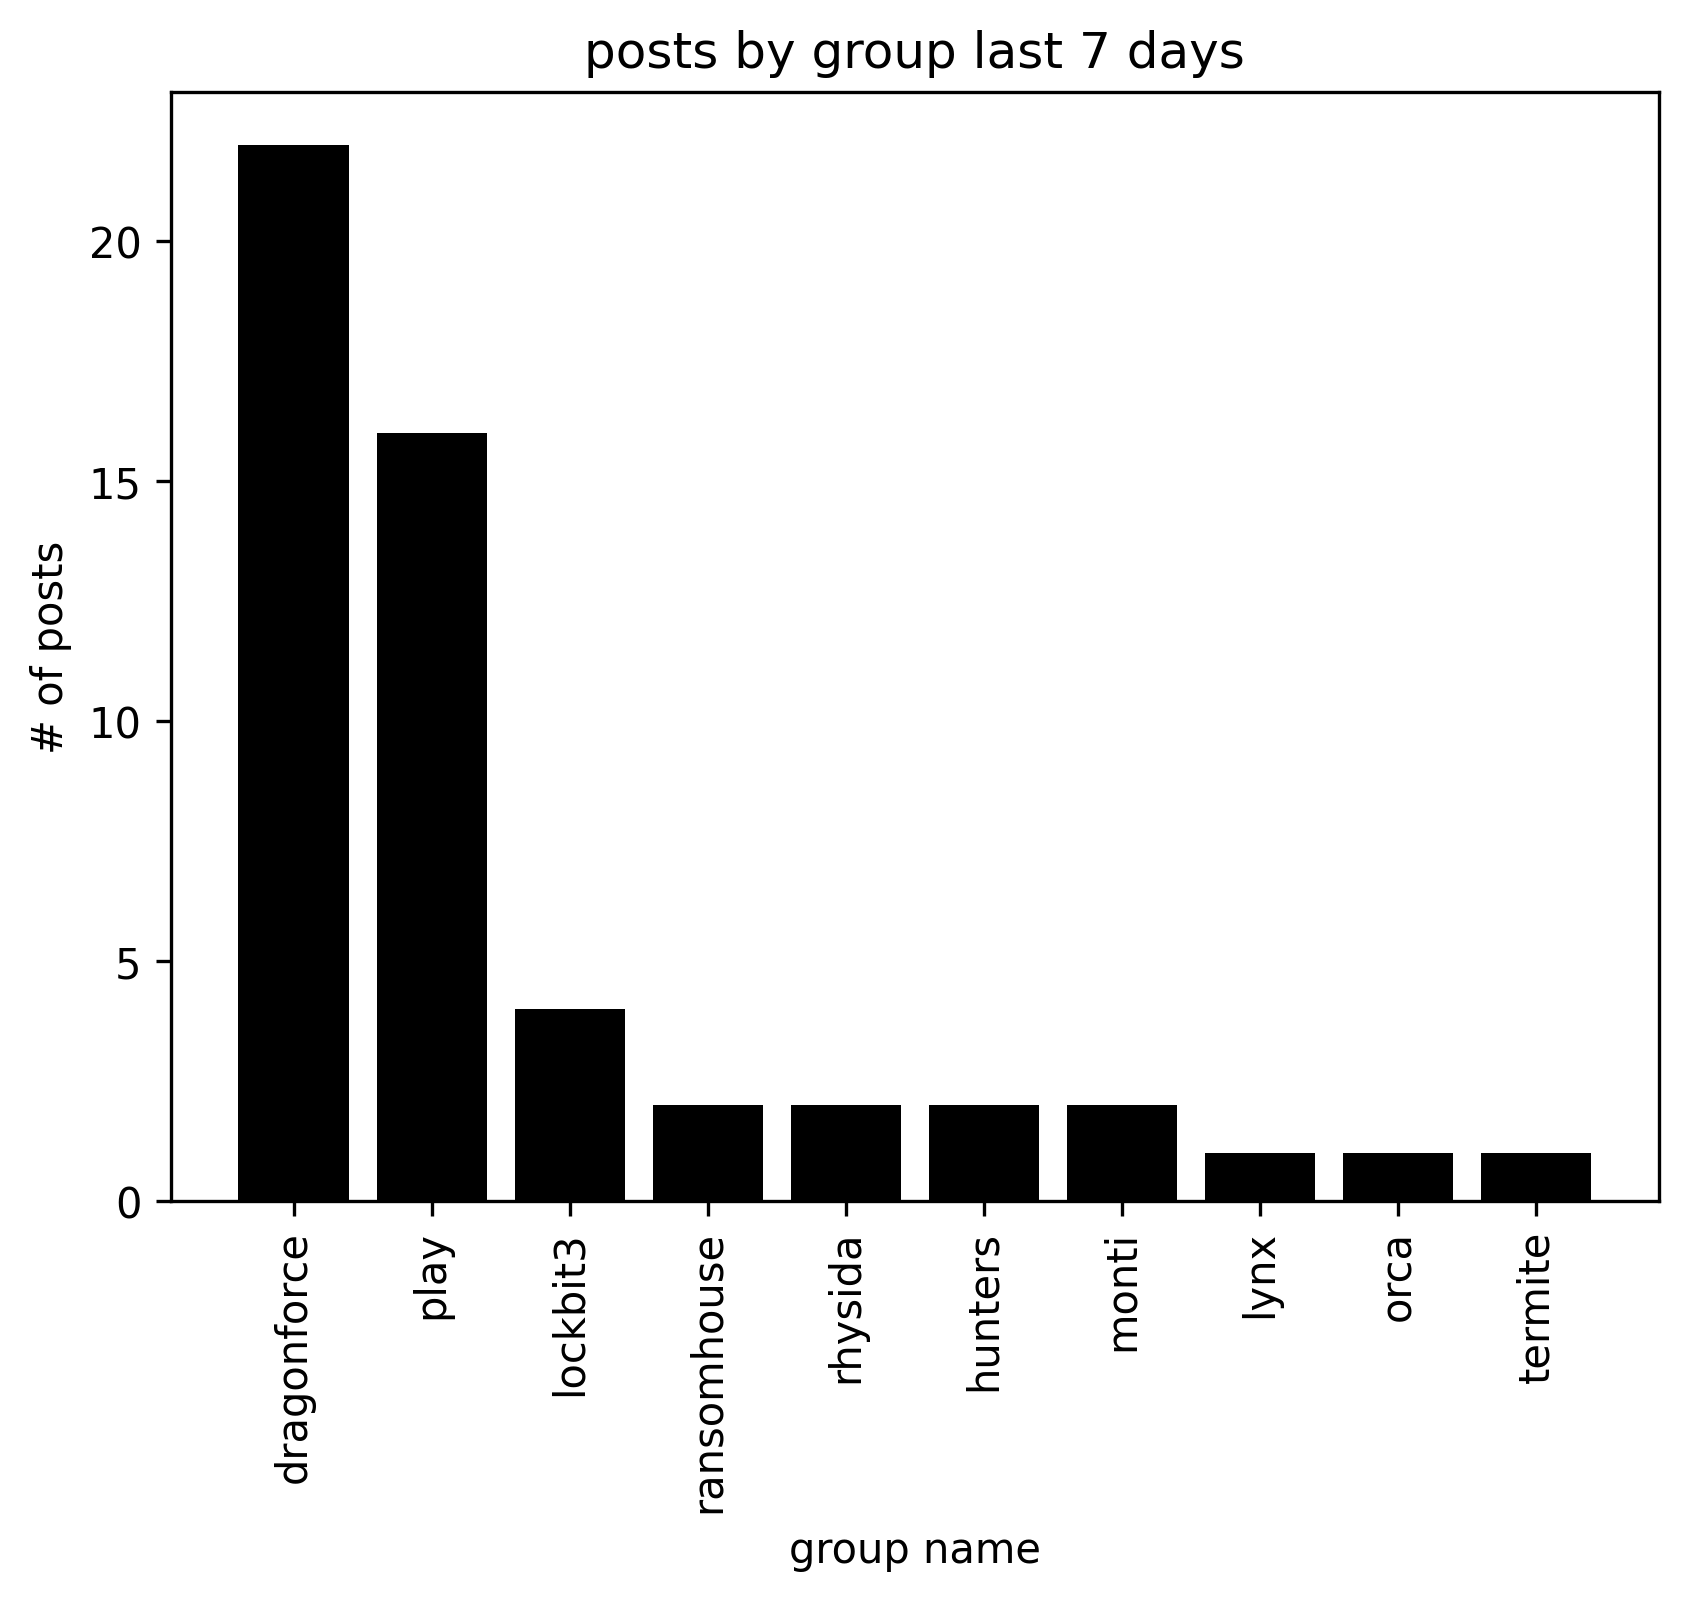 posts by group last 7 days
# of posts
20
15
10
5
0
dragonforce
play
lockbit3
ransomhouse
rhysida
hunters
monti
lynx
orca
termite
group name